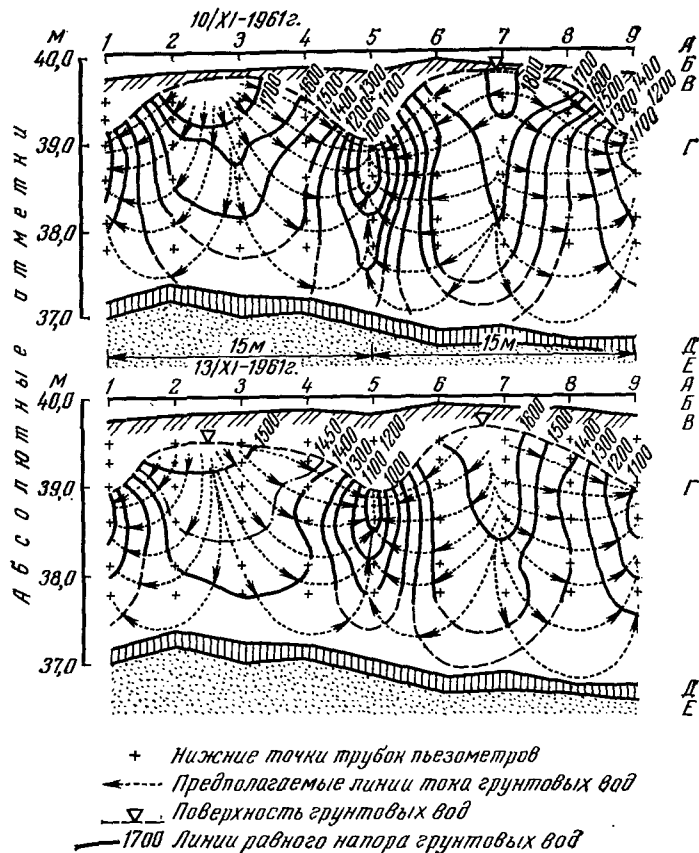 10/XI-1961г.
м 1 2 3 4 5 6 7 8 9 А
40,0 Б
В
1700 1600 1500 1400 1300 1200 1100 1000 1800 1700 1600 1500 1400 1300 1200 1100
39,0 Г
38,0
37,0
15м 15м Д
Е
Абсолютные отметки
13/XI-1961г.
м 1 2 3 4 5 6 7 8 9 А
40,0 Б
В
1500 1450 1400 1300 1200 1100 1000 1600 1500 1400 1300 1200 1100
39,0 Г
38,0
37,0
Д
Е
+ Нижние точки трубок пьезометров
Предполагаемые линии тока грунтовых вод
Поверхность грунтовых вод
1700 Линии равного напора грунтовых вод